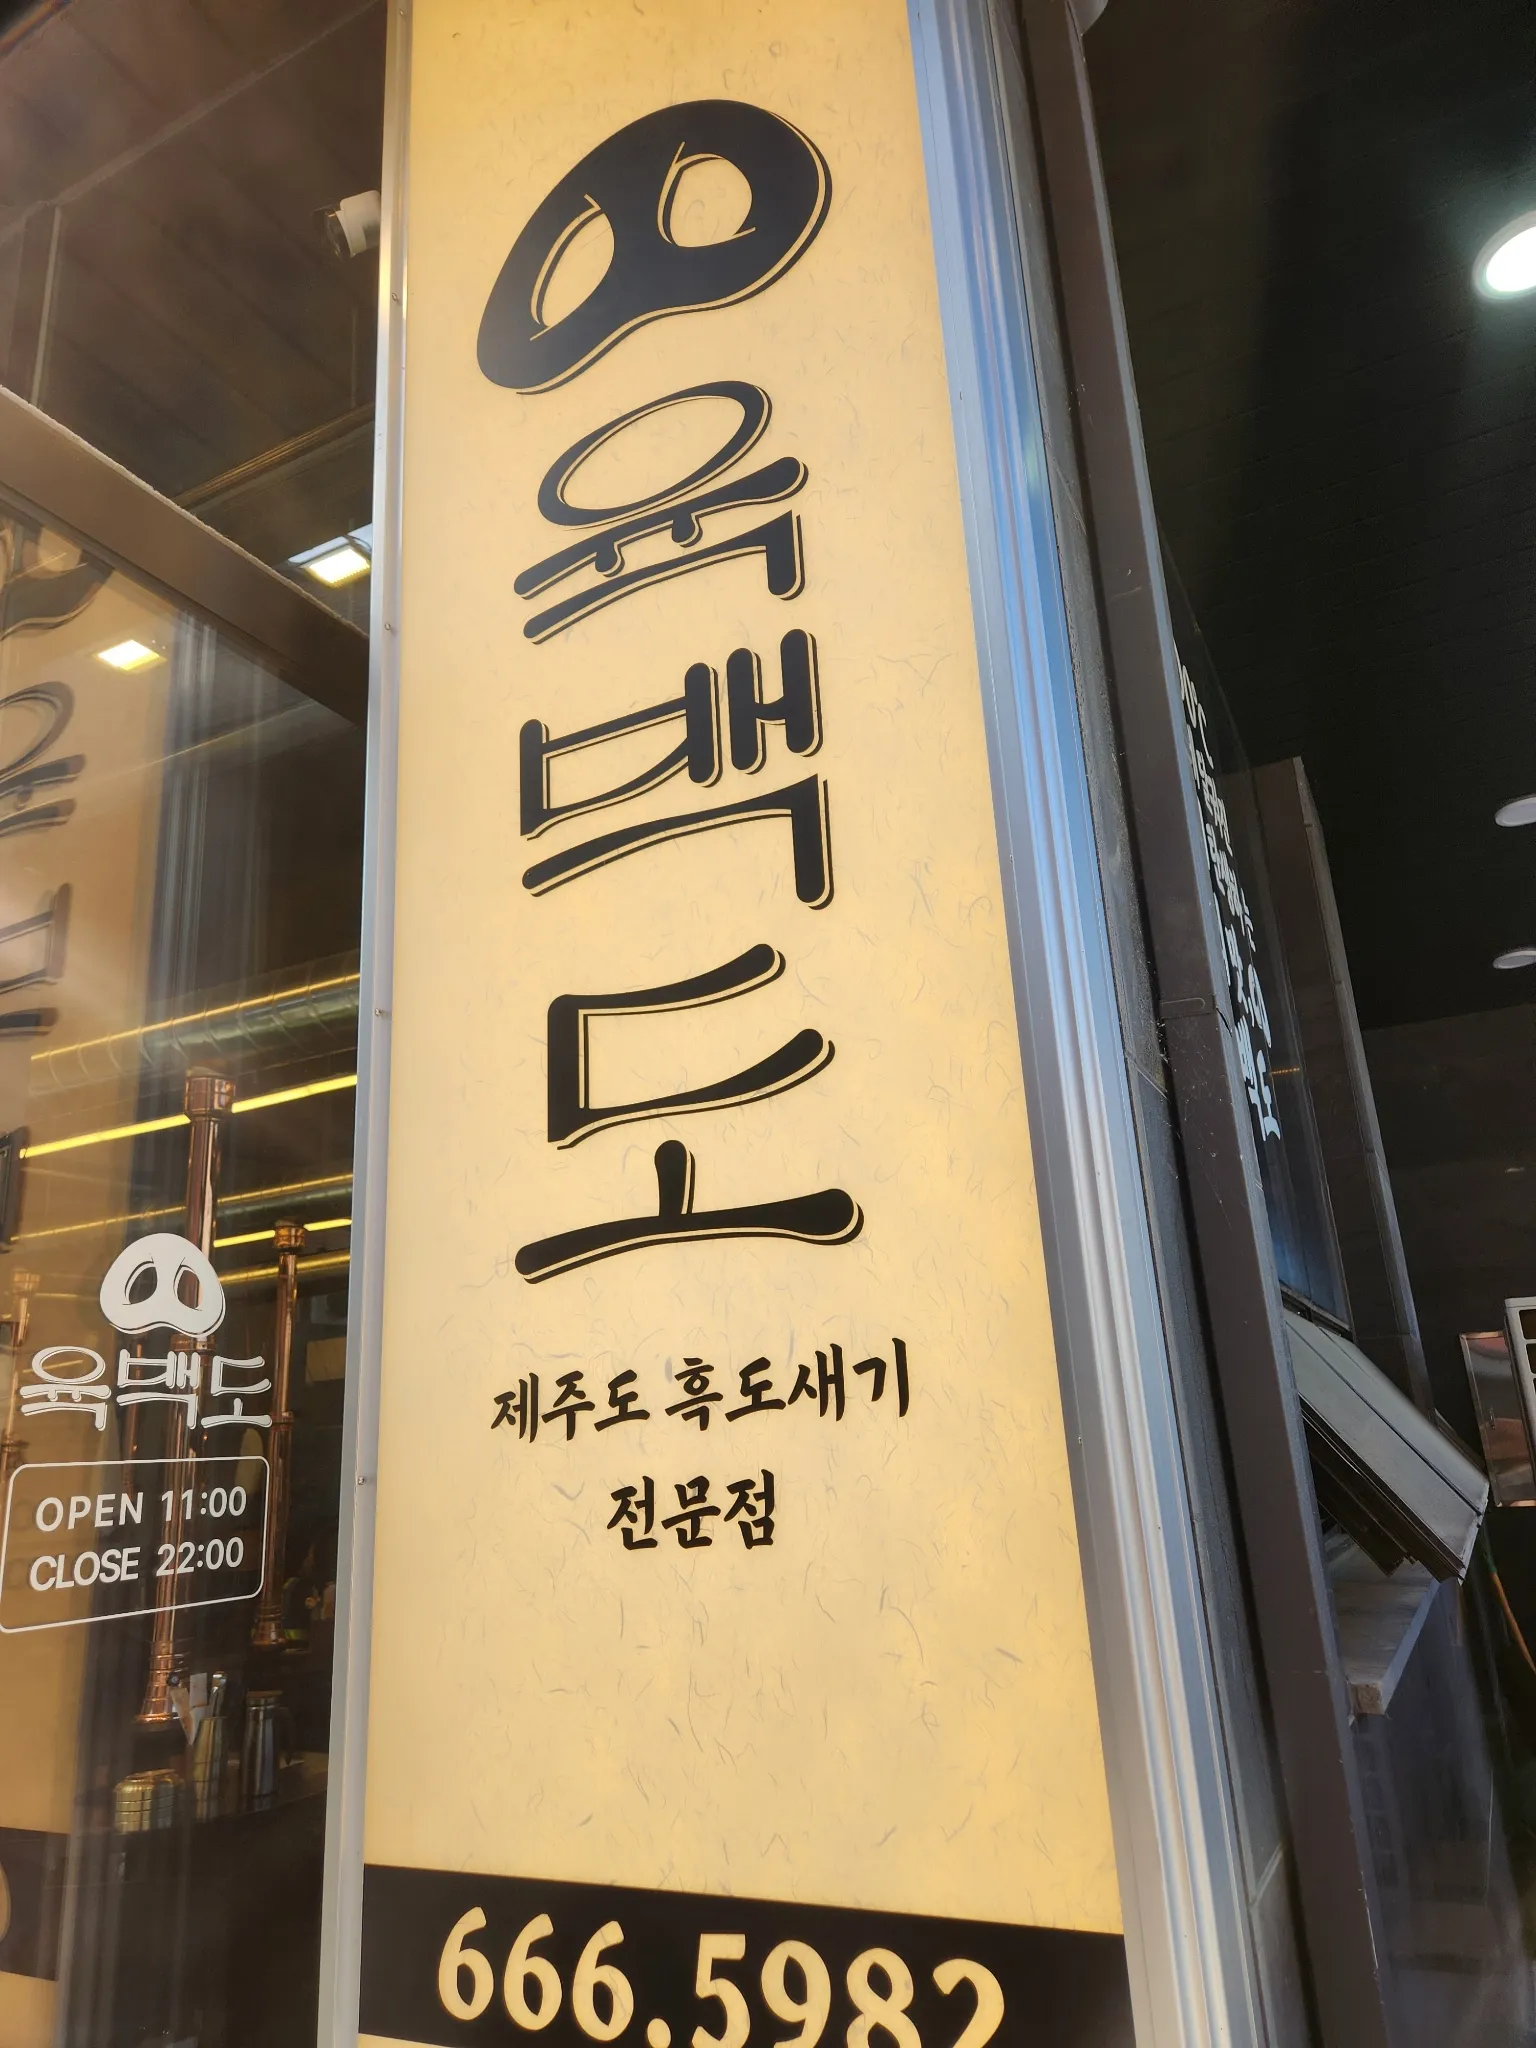 육백도
제주도 흑도새기
전문점
666.5982
육백도
OPEN 11:00
CLOSE 22:00